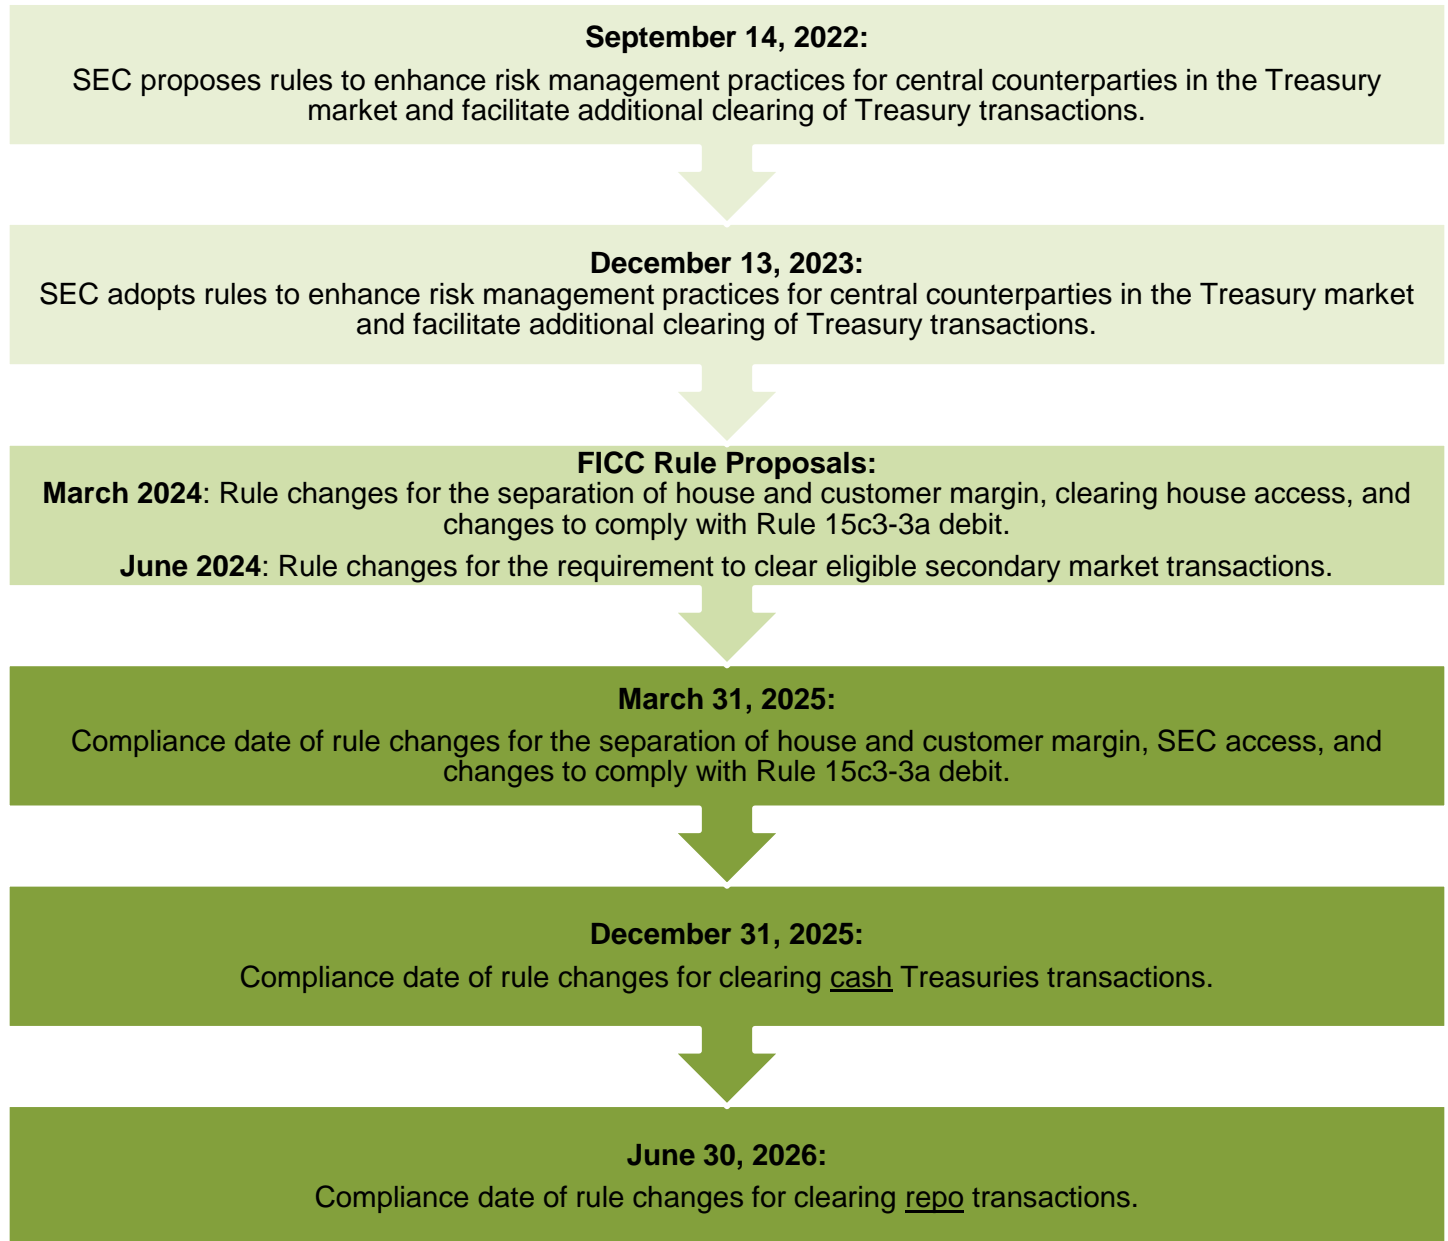 September 14, 2022:
SEC proposes rules to enhance risk management practices for central counterparties in the Treasury
market and facilitate additional clearing of Treasury transactions.
December 13, 2023:
SEC adopts rules to enhance risk management practices for central counterparties in the Treasury market
and facilitate additional clearing of Treasury transactions.
FICC Rule Proposals:
March 2024: Rule changes for the separation of house and customer margin, clearing house access, and
changes to comply with Rule 15c3-3a debit.
June 2024: Rule changes for the requirement to clear eligible secondary market transactions.
March 31, 2025:
Compliance date of rule changes for the separation of house and customer margin, SEC access, and
changes to comply with Rule 15c3-3a debit.
December 31, 2025:
Compliance date of rule changes for clearing cash Treasuries transactions.
June 30, 2026:
Compliance date of rule changes for clearing repo transactions.